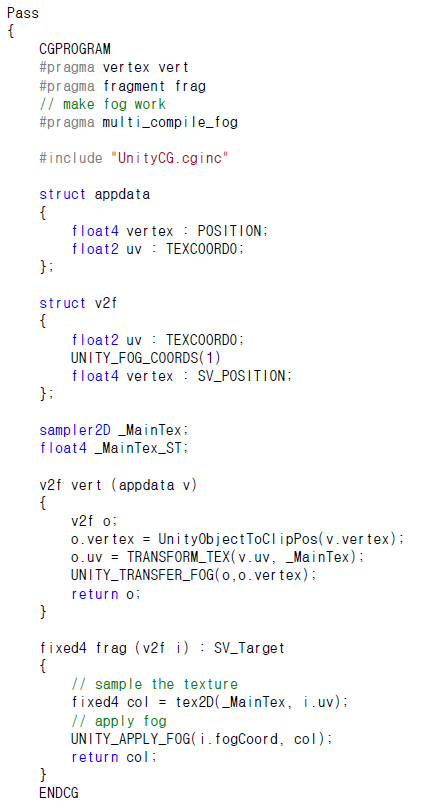 Pass
{
CGPROGRAM
#pragma vertex vert
#pragma fragment frag
// make fog work
#pragma multi_compile_fog
#include "UnityCG.cginc"
struct appdata
{
float4 vertex : POSITION;
float2 uv : TEXCOORD0;
};
struct v2f
{
float2 uv : TEXCOORD0;
UNITY_FOG_COORDS(1)
float4 vertex : SV_POSITION;
};
sampler2D _MainTex;
float4 _MainTex_ST;
v2f vert (appdata v)
{
v2f o;
o.vertex = UnityObjectToClipPos(v.vertex);
o.uv = TRANSFORM_TEX(v.uv, _MainTex);
UNITY_TRANSFER_FOG(o,o.vertex);
return o;
}
fixed4 frag (v2f i) : SV_Target
{
// sample the texture
fixed4 col = tex2D(_MainTex, i.uv);
// apply fog
UNITY_APPLY_FOG(i.fogCoord, col);
return col;
}
ENDCG